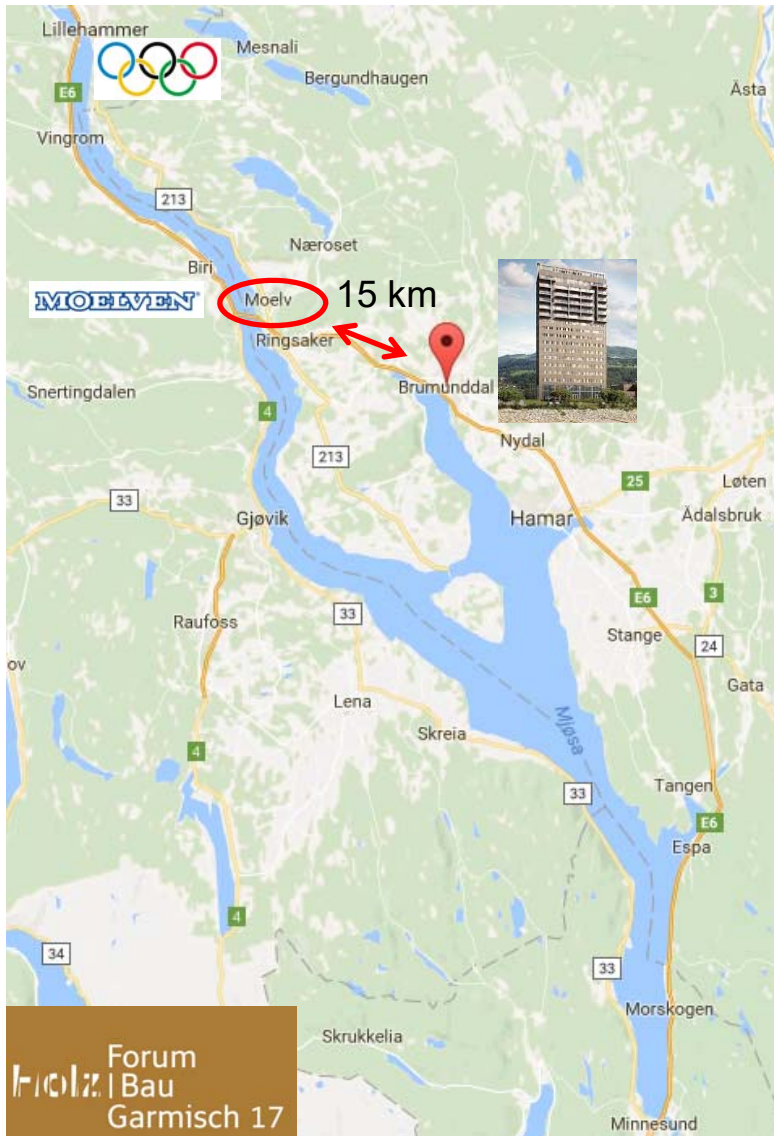 Lillehammer
Mesnali
Bergundhaugen
Åsta
E6
Vingrom
213
Næroset
Biri
MOELVEN
Moelv
15 km
Ringsaker
Brumunddal
Snertingdalen
4
Nydal
213
25
Løten
33
Gjøvik
Hamar
Ådalsbruk
E6
3
33
Raufoss
Stange
24
ov
Gata
Lena
Mjøsa
Skreia
4
Tangen
33
E6
Espa
4
34
33
Morskogen
Skrukkelia
Holz
Forum
Bau
Garmisch 17
Minnesund